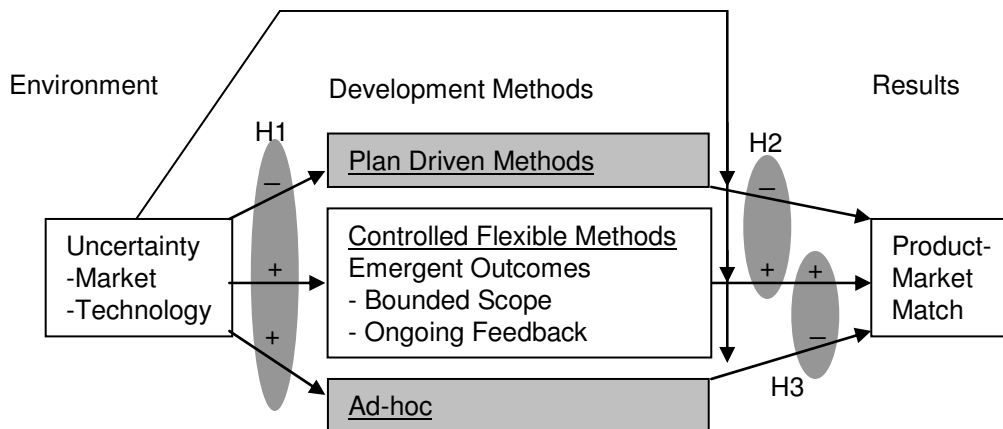 Environment
Development Methods
Results
H1
H2
Plan Driven Methods
–
–
Uncertainty
-Market
-Technology
Controlled Flexible Methods
Emergent Outcomes
- Bounded Scope
- Ongoing Feedback
+
+
+
+
–
Product-
Market
Match
H3
Ad-hoc